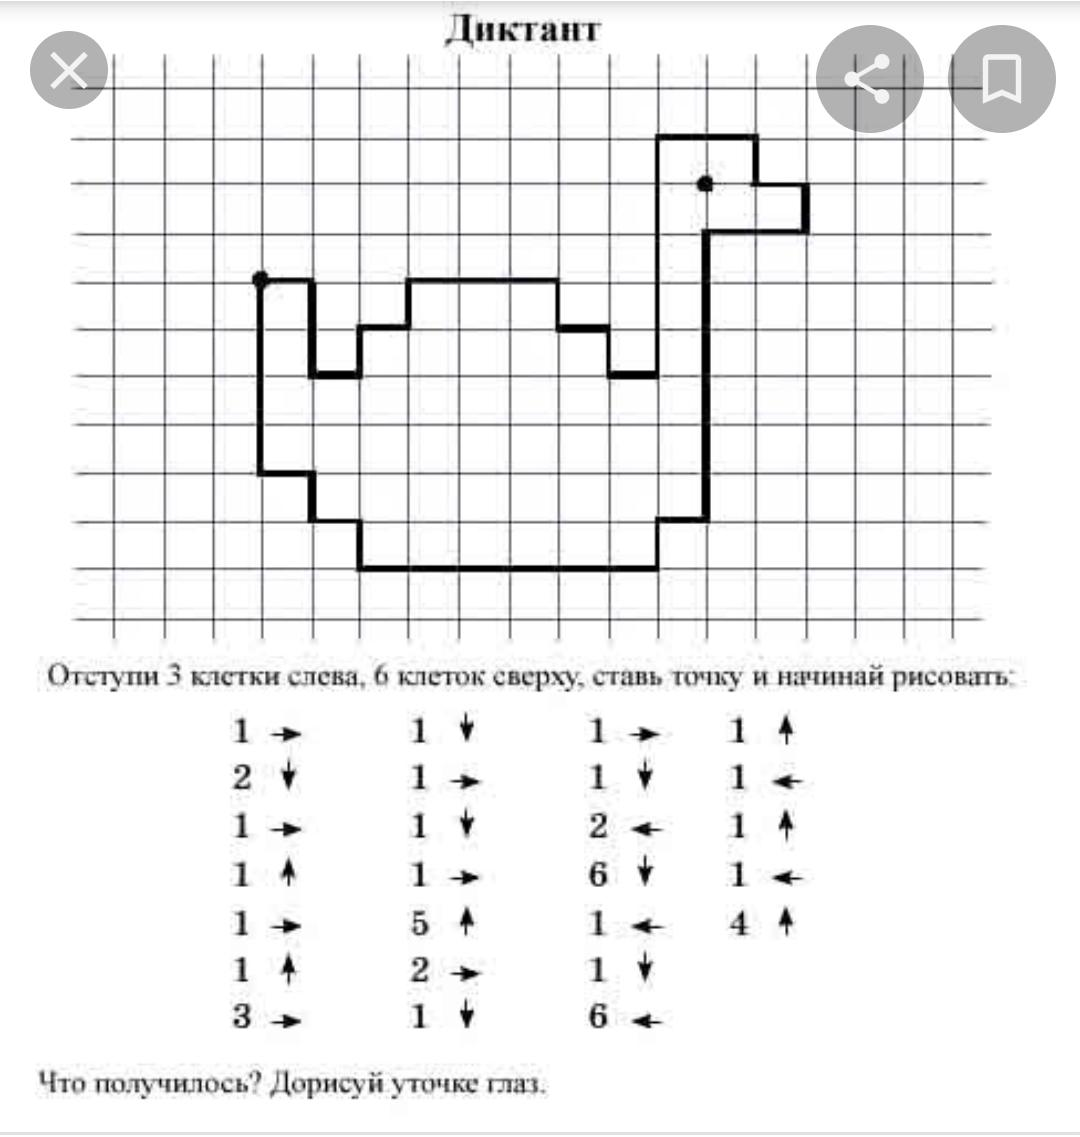 Диктант
Отступи 3 клетки слева, 6 клеток сверху, ставь точку и начинай рисовать:
1 → 1 ↓ 1 → 1 ↑
2 ↓ 1 → 1 ↓ 1 ←
1 → 1 ↓ 2 ← 1 ↑
1 ↑ 1 → 6 ↓ 1 ←
1 → 5 ↑ 1 ← 4 ↑
1 ↑ 2 → 1 ↓
3 → 1 ↓ 6 ←
Что получилось? Дорисуй уточке глаз.